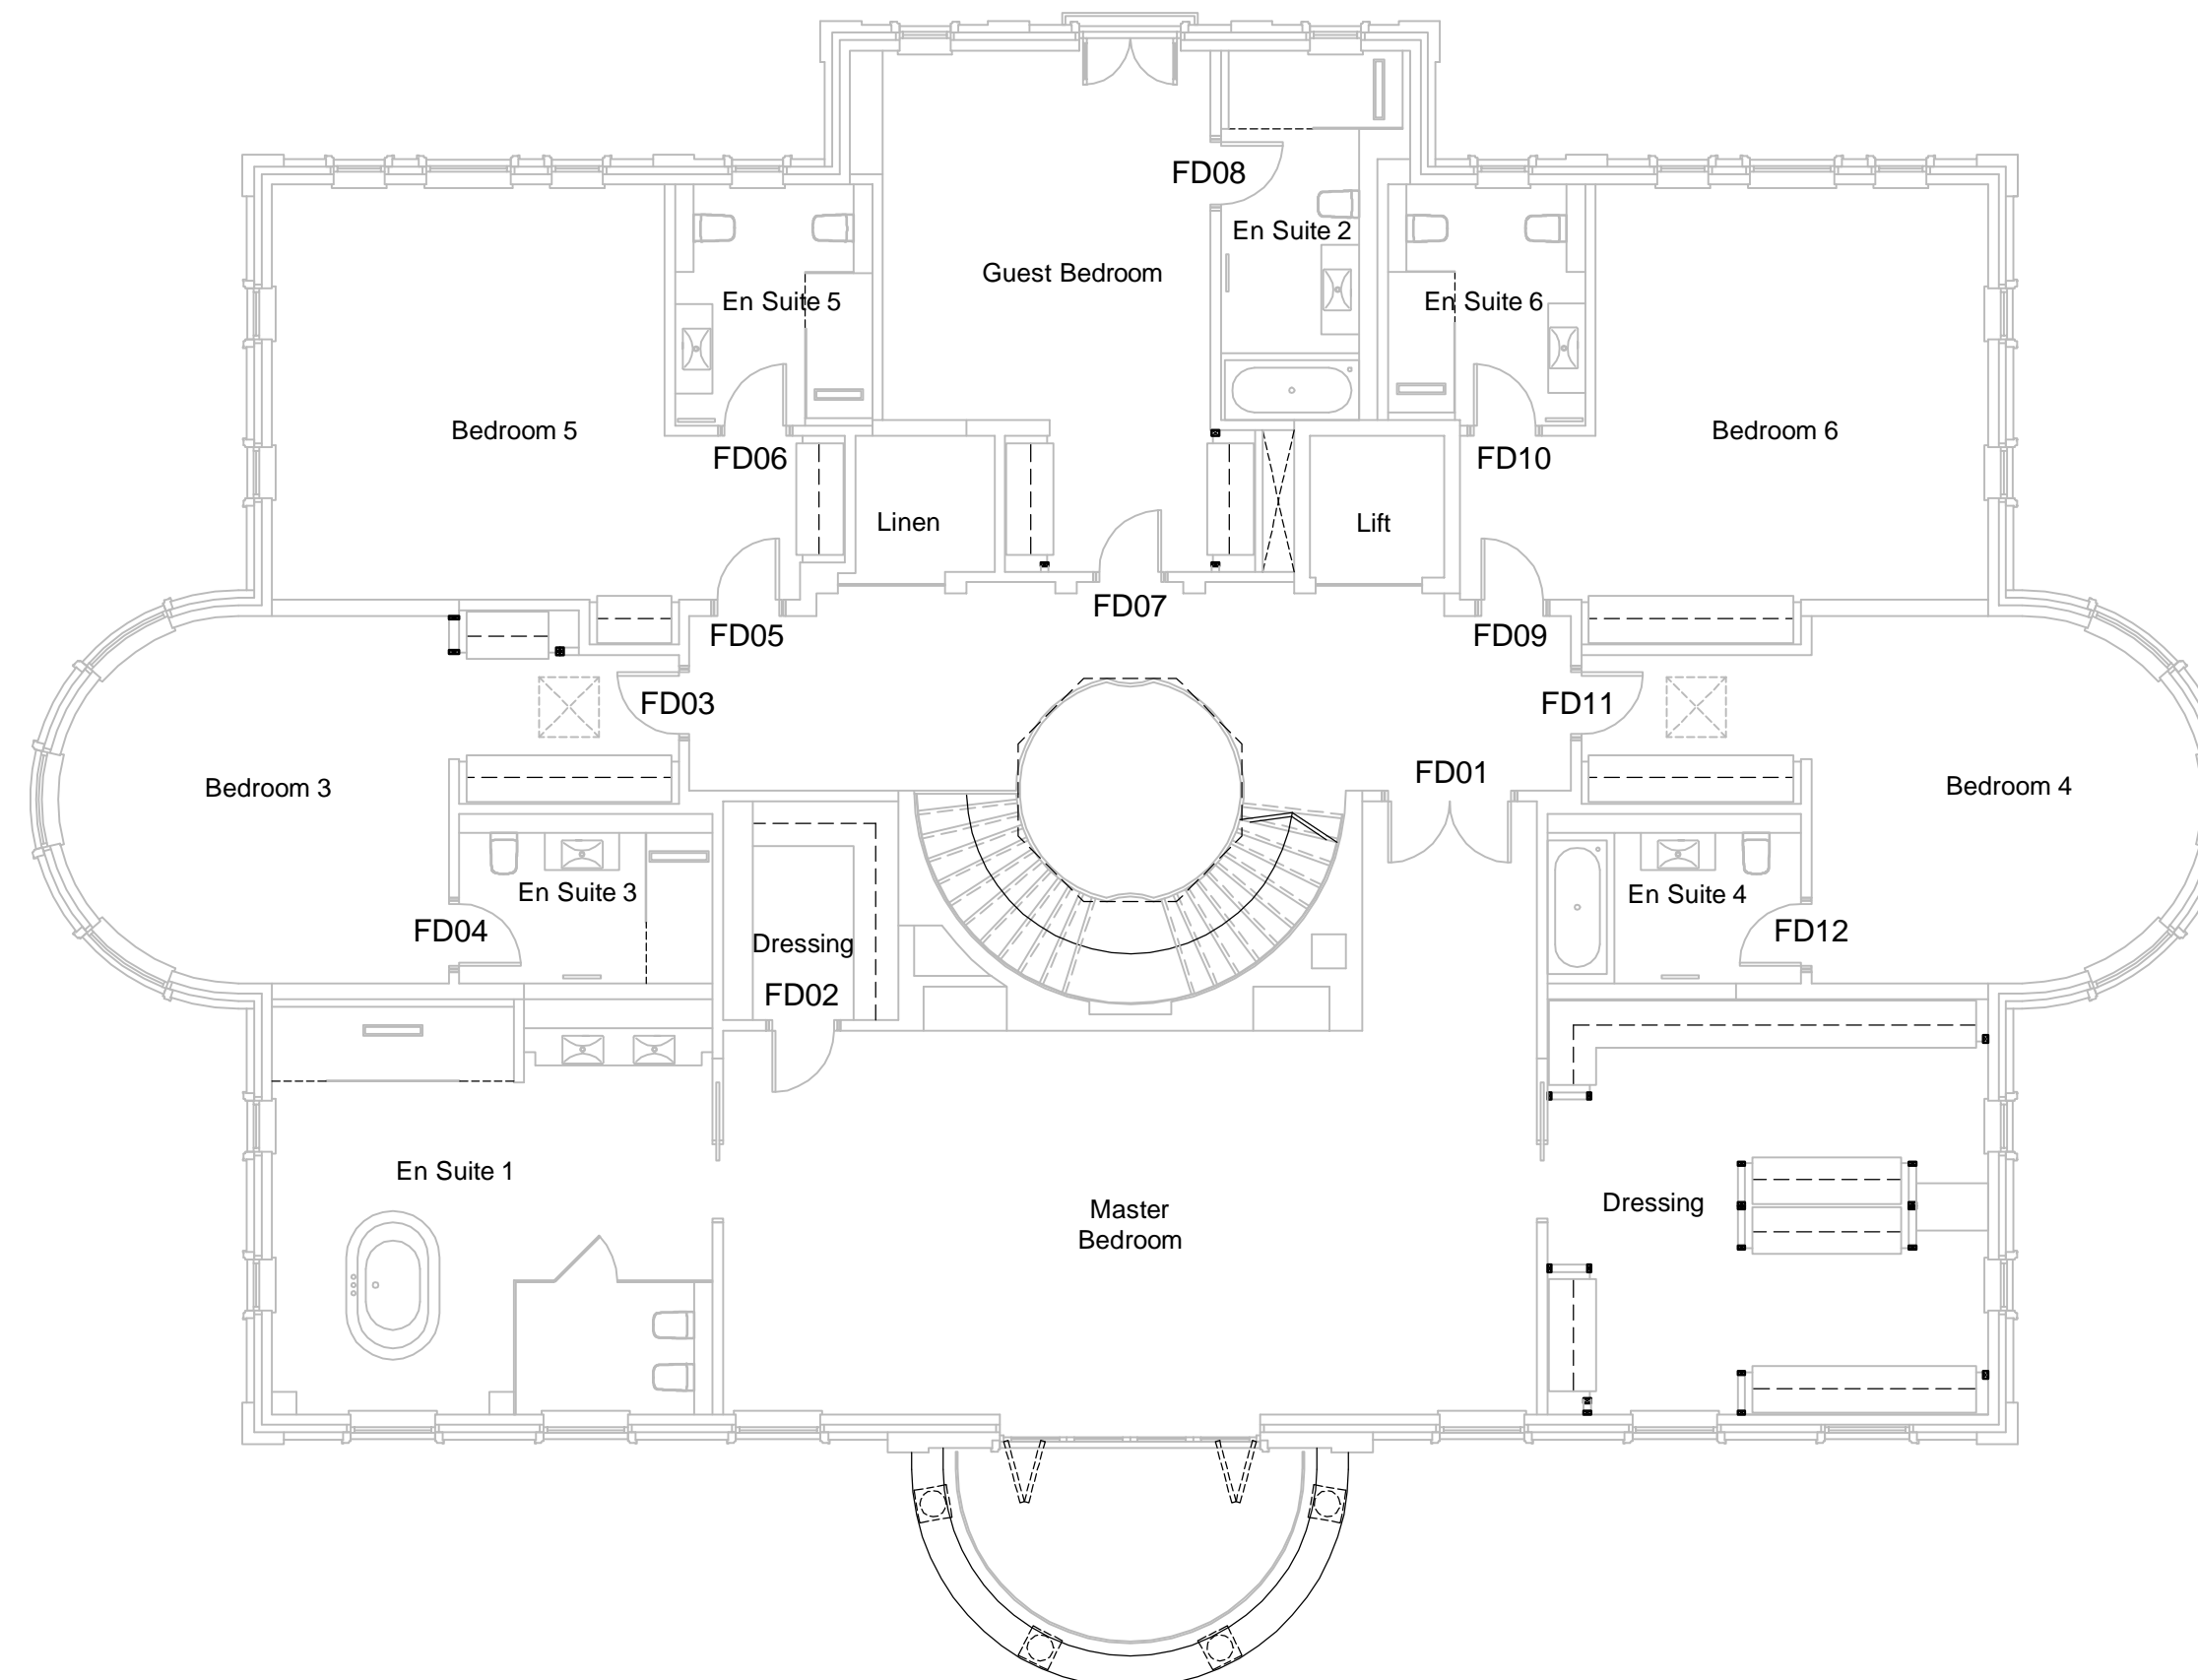 FD08
En Suite 2
Guest Bedroom
En Suite 5
En Suite 6
Bedroom 5
Bedroom 6
FD06
FD10
Linen
Lift
FD07
FD05
FD09
FD03
FD11
FD01
Bedroom 3
Bedroom 4
En Suite 3
En Suite 4
FD04
FD12
Dressing
FD02
En Suite 1
Dressing
Master
Bedroom